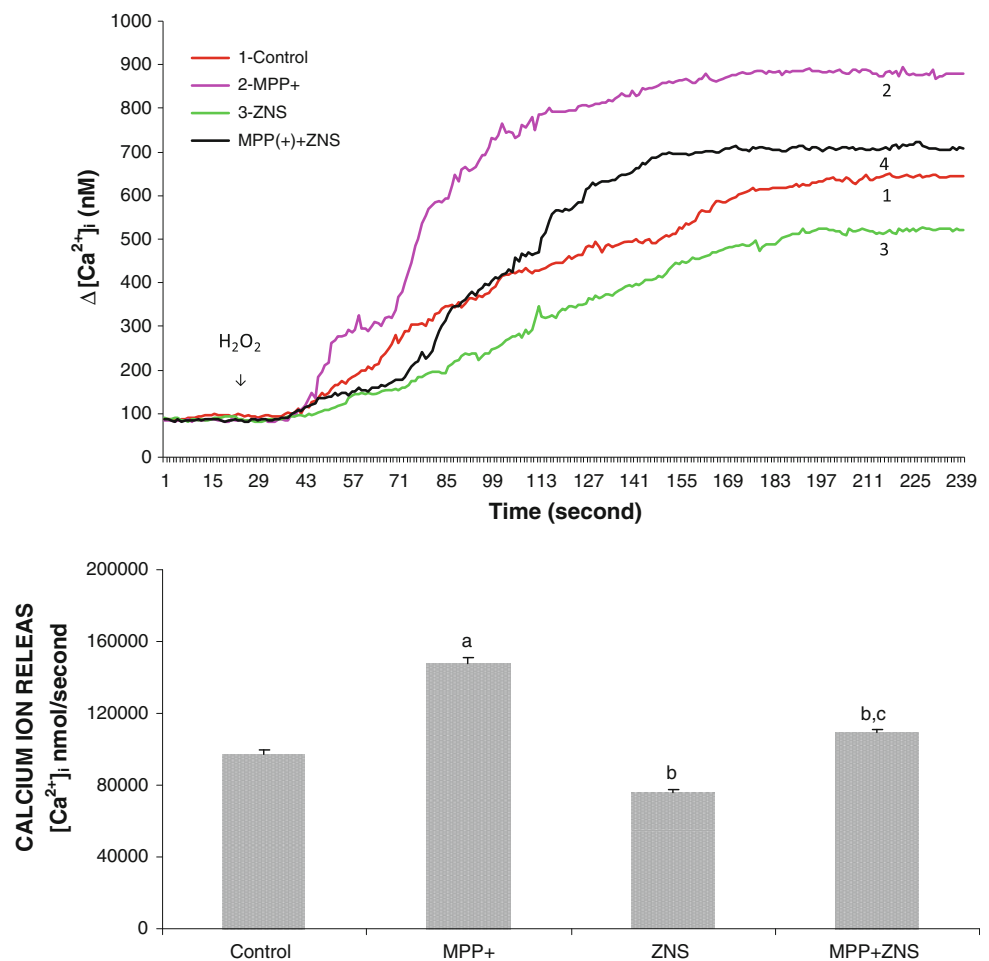 1000
900
800
700
600
500
400
300
200
100
0
Δ [Ca²⁺]ᵢ (nM)
1-Control
2-MPP+
3-ZNS
MPP(+)+ZNS
H₂O₂
↓
2
4
1
3
1 15 29 43 57 71 85 99 113 127 141 155 169 183 197 211 225 239
Time (second)
CALCIUM ION RELEAS
[Ca²⁺]ᵢ nmol/second
200000
160000
120000
80000
40000
0
a
b
b,c
Control MPP+ ZNS MPP+ZNS